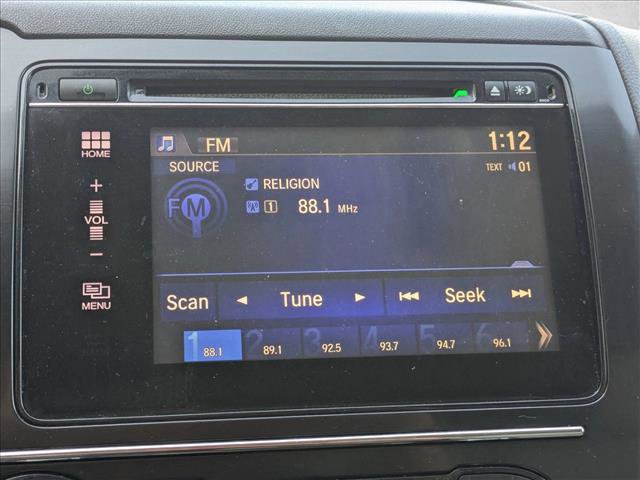 FM 1:12
SOURCE TEXT 01
RELIGION
FM 1 88.1 MHz
HOME
+
VOL
−
MENU
Scan Tune Seek
1 88.1 2 89.1 3 92.5 4 93.7 5 94.7 6 96.1